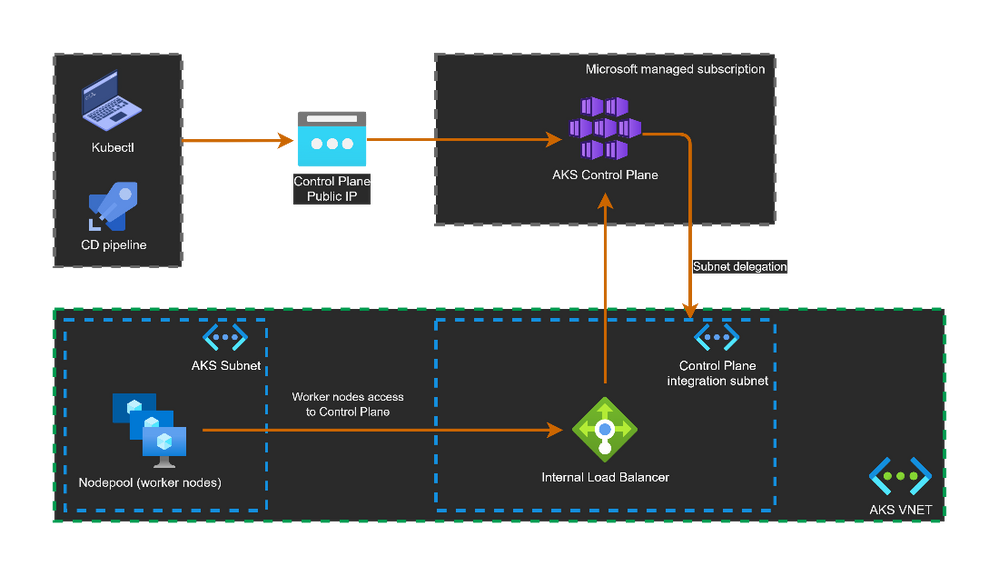 Microsoft managed subscription
Kubectl
Control Plane
Public IP
AKS Control Plane
CD pipeline
Subnet delegation
AKS Subnet
Control Plane
integration subnet
Worker nodes access
to Control Plane
Nodepool (worker nodes)
Internal Load Balancer
AKS VNET